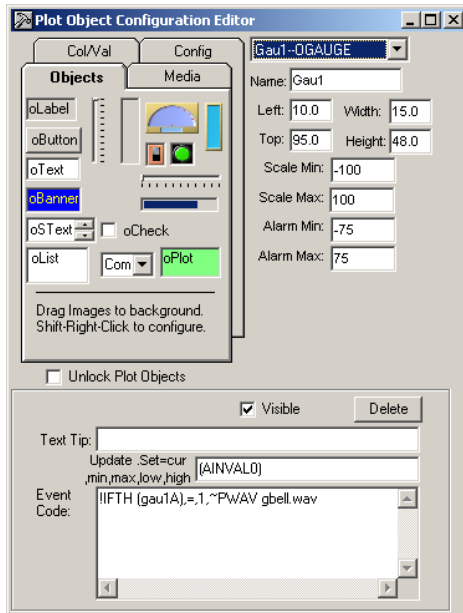 Plot Object Configuration Editor
Col/Val
Config
Objects
Media
oLabel
oButton
oText
oBanner
oSText
oCheck
oList
Com
oPlot
Drag Images to background.
Shift-Right-Click to configure.
Gau1--OGAUGE
Name: Gau1
Left: 10.0 Width: 15.0
Top: 95.0 Height: 48.0
Scale Min: -100
Scale Max: 100
Alarm Min: -75
Alarm Max: 75
Unlock Plot Objects
Visible
Delete
Text Tip:
Update .Set=cur
,min,max,low,high
(AINVAL0)
Event
Code:
!IFTH (gau1A),=,1,~PWAV gbell.wav